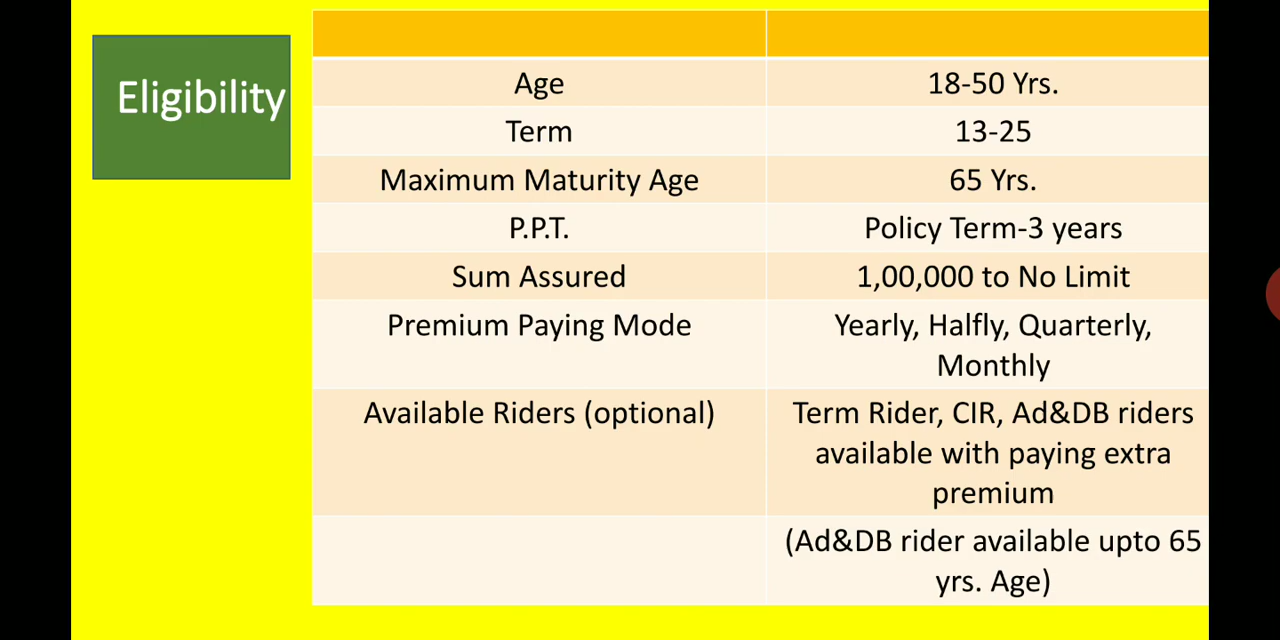 Eligibility
Age 18-50 Yrs.
Term 13-25
Maximum Maturity Age 65 Yrs.
P.P.T. Policy Term-3 years
Sum Assured 1,00,000 to No Limit
Premium Paying Mode Yearly, Halfly, Quarterly,
Monthly
Available Riders (optional) Term Rider, CIR, Ad&DB riders
available with paying extra
premium
(Ad&DB rider available upto 65
yrs. Age)